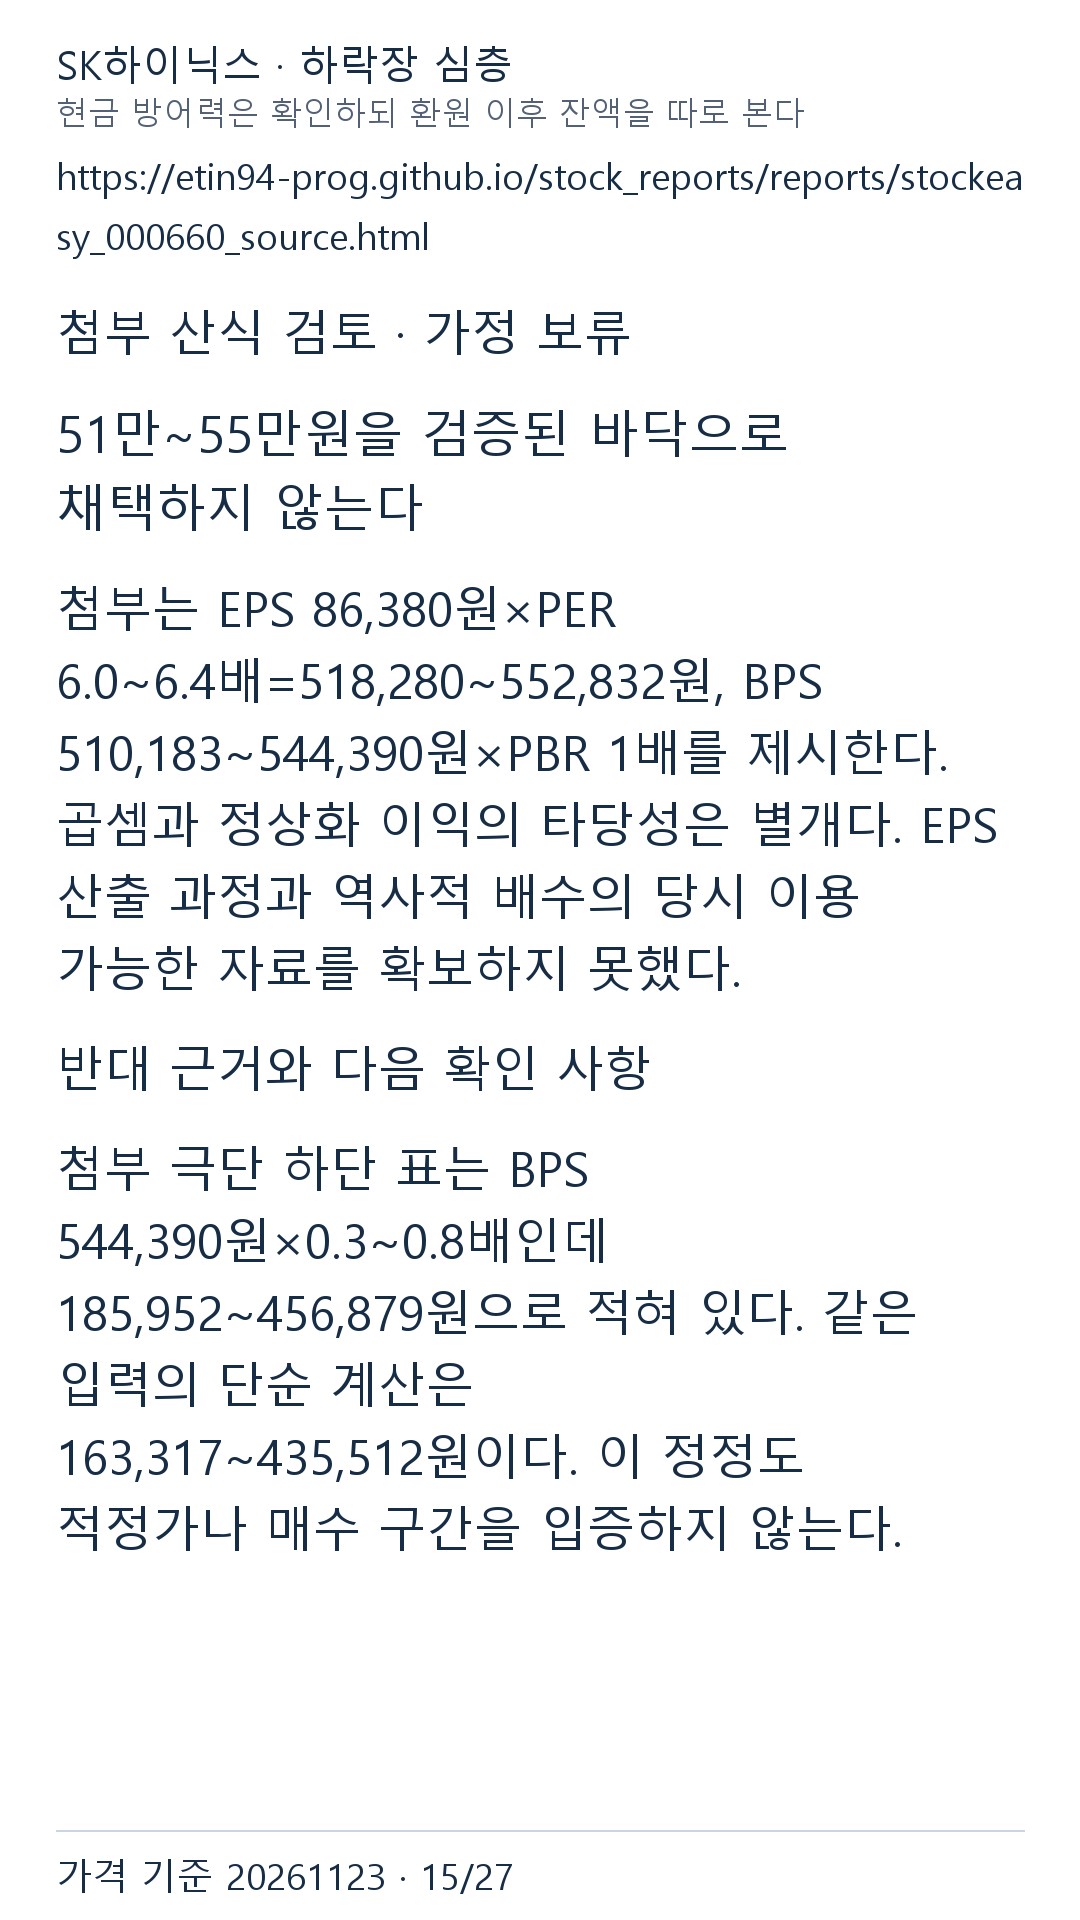 SK하이닉스 · 하락장 심층
현금 방어력은 확인하되 환원 이후 잔액을 따로 본다
https://etin94-prog.github.io/stock_reports/reports/stockea
sy_000660_source.html
첨부 산식 검토 · 가정 보류
51만~55만원을 검증된 바닥으로
채택하지 않는다
첨부는 EPS 86,380원×PER
6.0~6.4배=518,280~552,832원, BPS
510,183~544,390원×PBR 1배를 제시한다.
곱셈과 정상화 이익의 타당성은 별개다. EPS
산출 과정과 역사적 배수의 당시 이용
가능한 자료를 확보하지 못했다.
반대 근거와 다음 확인 사항
첨부 극단 하단 표는 BPS
544,390원×0.3~0.8배인데
185,952~456,879원으로 적혀 있다. 같은
입력의 단순 계산은
163,317~435,512원이다. 이 정정도
적정가나 매수 구간을 입증하지 않는다.
가격 기준 20261123 · 15/27